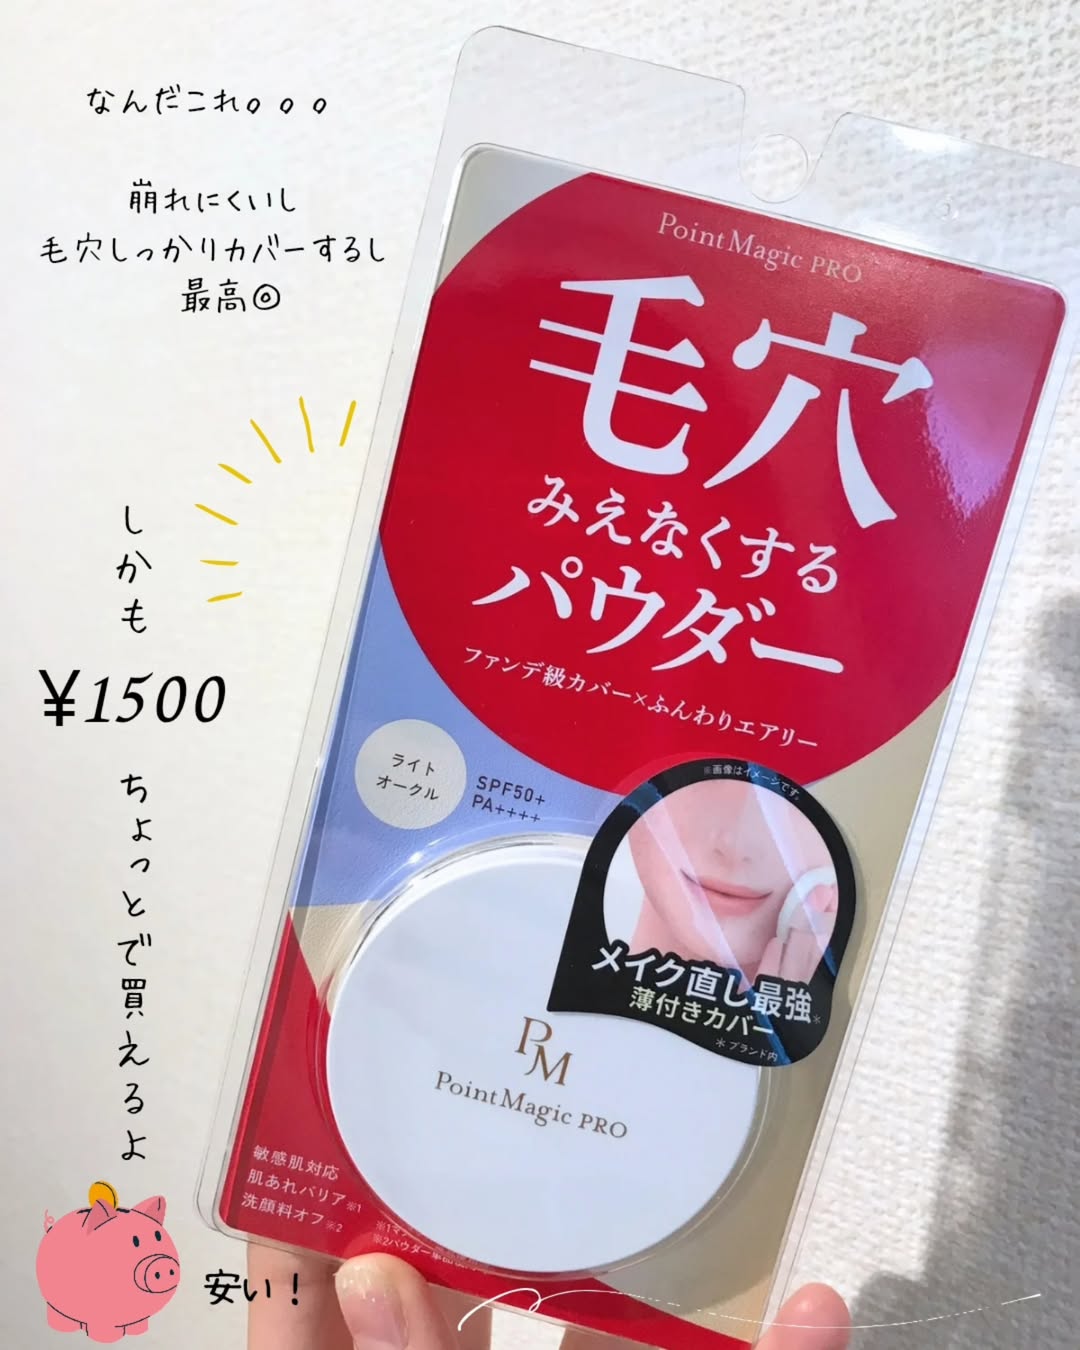 なんだこれ。。。
崩れにくいし
毛穴しっかりカバーするし
最高◎
しかも
¥1500
ちょっとで買えるよ
安い！
PointMagic PRO
毛穴
みえなくする
パウダー
ファンデ級カバー×ふんわりエアリー
ライト
オークル
SPF50+
PA++++
※画像はイメージです。
メイク直し最強*
薄付きカバー
*ブランド内
PM
PointMagic PRO
敏感肌対応
肌あれバリア※1
洗顔料オフ※2